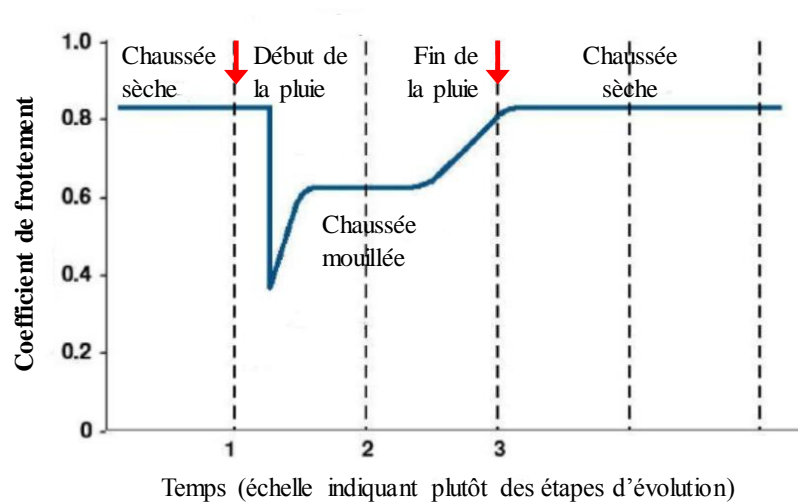 1.0
Chaussée
sèche
Début de
la pluie
Fin de
la pluie
Chaussée
sèche
0.8
0.6
Chaussée
mouillée
0.4
0.2
0
Coefficient de frottement
1
2
3
Temps (échelle indiquant plutôt des étapes d'évolution)